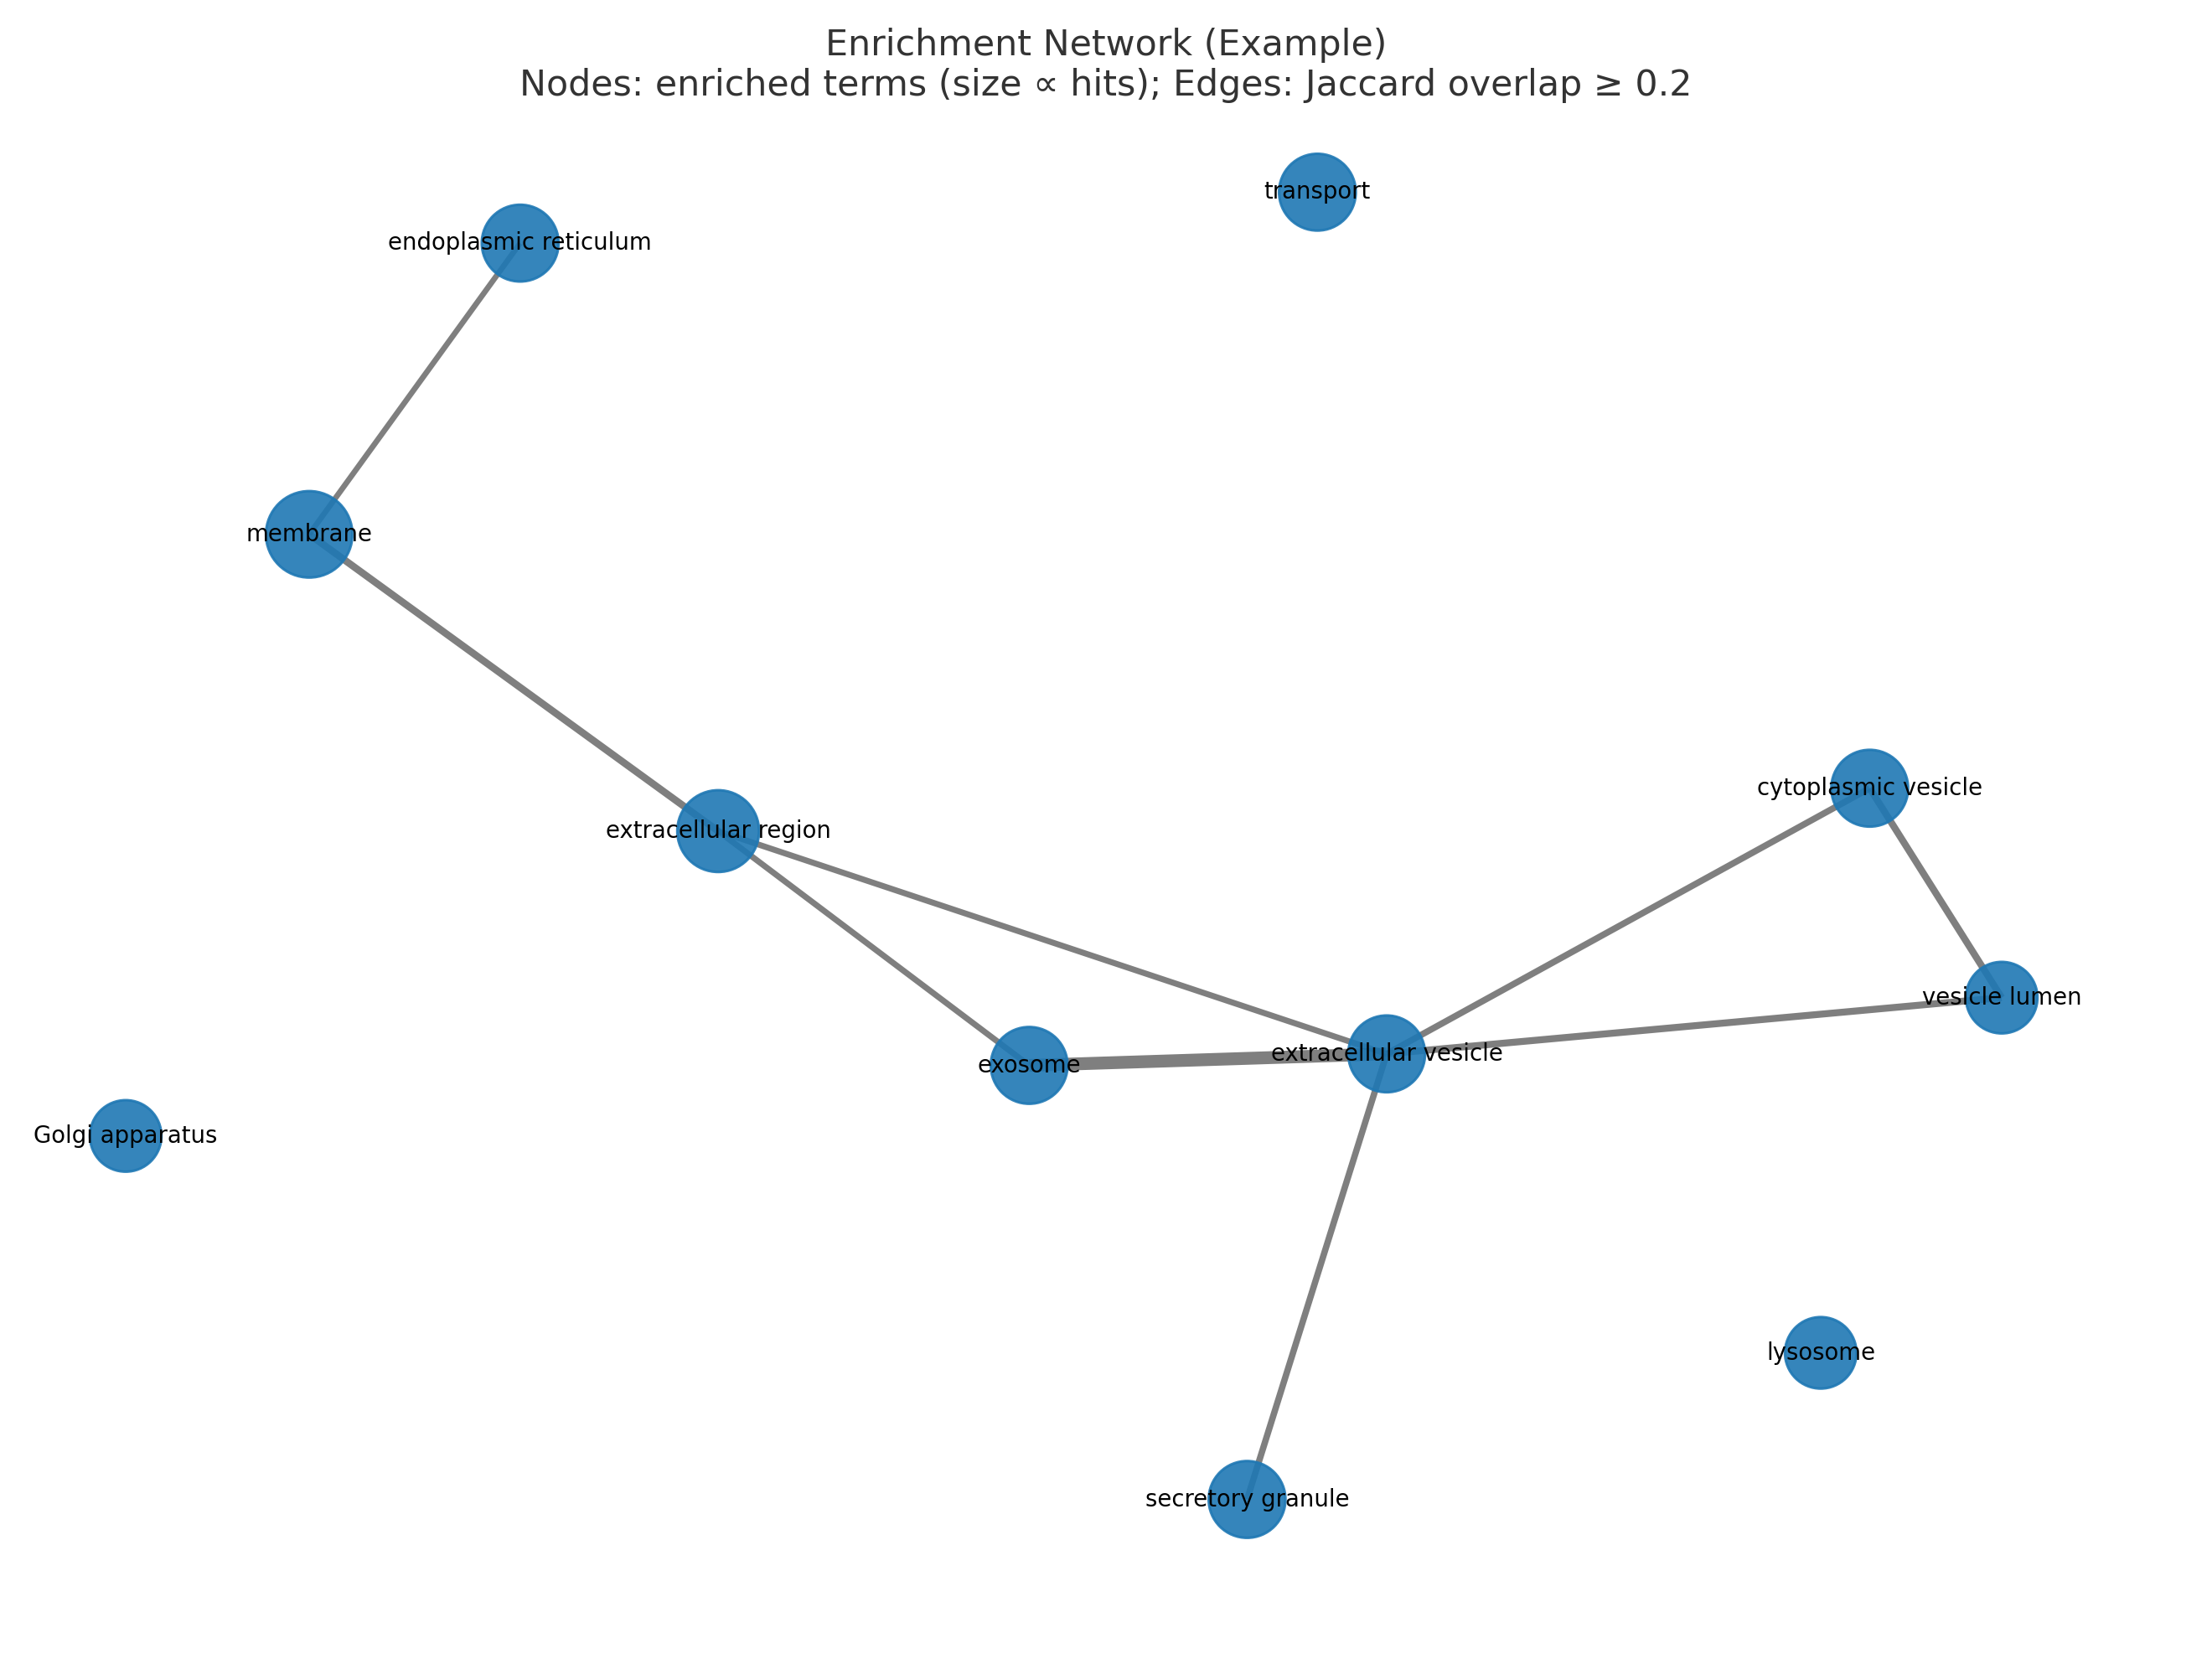 Enrichment Network (Example)
Nodes: enriched terms (size ∝ hits); Edges: Jaccard overlap ≥ 0.2
transport
endoplasmic reticulum
membrane
cytoplasmic vesicle
extracellular region
vesicle lumen
extracellular vesicle
exosome
Golgi apparatus
lysosome
secretory granule